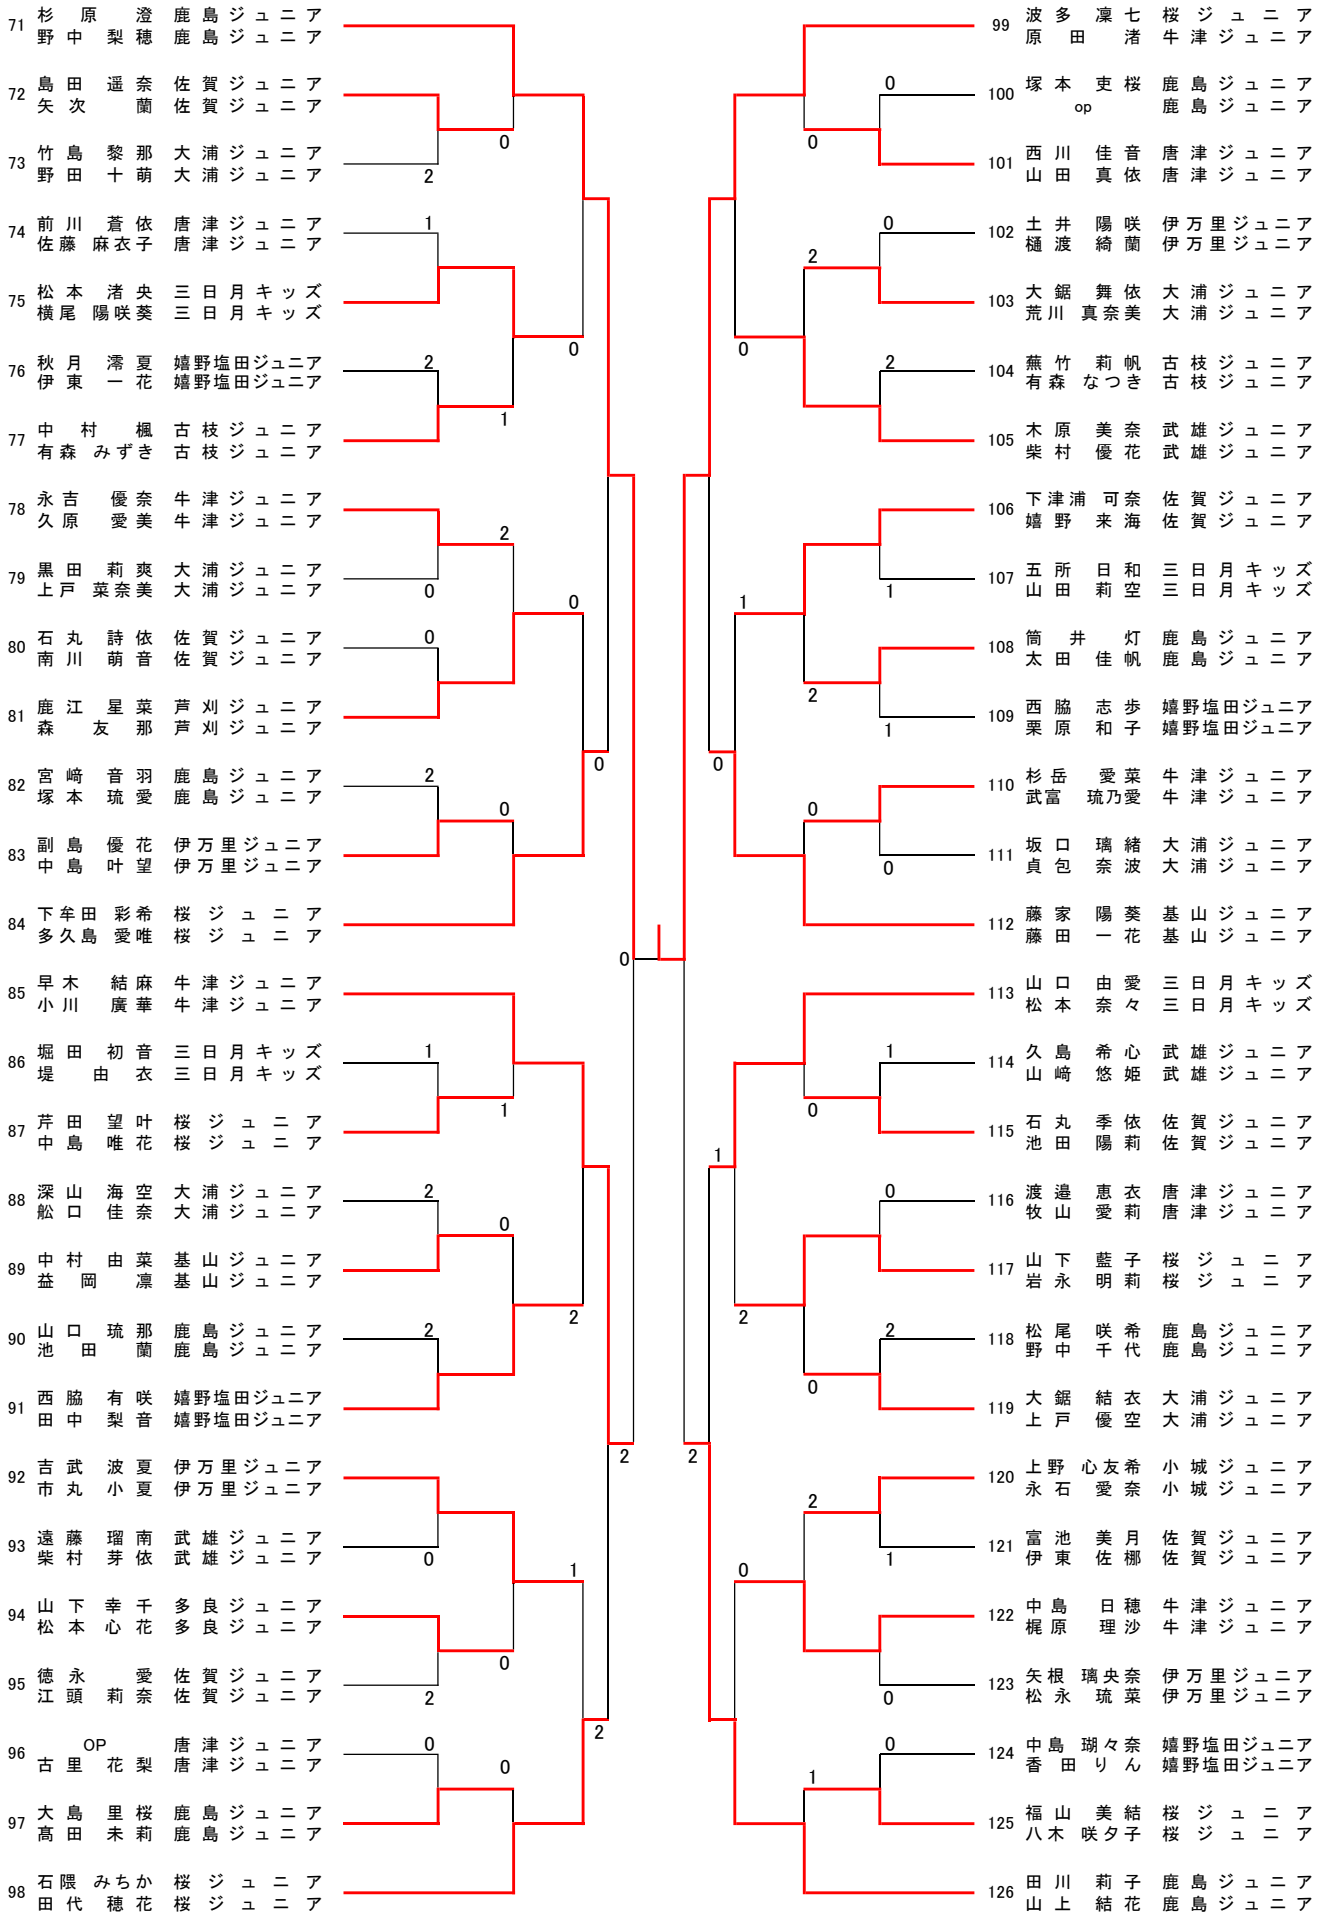 71 杉原 澄 鹿島ジュニア
野中 梨穂 鹿島ジュニア
72 島田 遥奈 佐賀ジュニア
矢次 蘭 佐賀ジュニア
0
73 竹島 黎那 大浦ジュニア
野田 十萌 大浦ジュニア
2
74 前川 蒼依 唐津ジュニア
佐藤 麻衣子 唐津ジュニア
1
75 松本 渚央 三日月キッズ
横尾 陽咲葵 三日月キッズ
0
76 秋月 澪夏 嬉野塩田ジュニア
伊東 一花 嬉野塩田ジュニア
2
1
77 中村 楓 古枝ジュニア
有森 みずき 古枝ジュニア
78 永吉 優奈 牛津ジュニア
久原 愛美 牛津ジュニア
2
79 黒田 莉爽 大浦ジュニア
上戸 菜奈美 大浦ジュニア
0
0
80 石丸 詩依 佐賀ジュニア
南川 萌音 佐賀ジュニア
0
81 鹿江 星菜 芦刈ジュニア
森 友那 芦刈ジュニア
0
82 宮﨑 音羽 鹿島ジュニア
塚本 琉愛 鹿島ジュニア
2
0
83 副島 優花 伊万里ジュニア
中島 叶望 伊万里ジュニア
84 下牟田 彩希 桜ジュニア
多久島 愛唯 桜ジュニア
0
85 早木 結麻 牛津ジュニア
小川 廣華 牛津ジュニア
86 堀田 初音 三日月キッズ
堤 由衣 三日月キッズ
1
1
87 芹田 望叶 桜ジュニア
中島 唯花 桜ジュニア
88 深山 海空 大浦ジュニア
舩口 佳奈 大浦ジュニア
2
0
89 中村 由菜 基山ジュニア
益岡 凛 基山ジュニア
2
90 山口 琉那 鹿島ジュニア
池田 蘭 鹿島ジュニア
2
91 西脇 有咲 嬉野塩田ジュニア
田中 梨音 嬉野塩田ジュニア
2
92 吉武 波夏 伊万里ジュニア
市丸 小夏 伊万里ジュニア
93 遠藤 瑠南 武雄ジュニア
柴村 芽依 武雄ジュニア
0
1
94 山下 幸千 多良ジュニア
松本 心花 多良ジュニア
0
95 徳永 愛 佐賀ジュニア
江頭 莉奈 佐賀ジュニア
2
2
96 OP 唐津ジュニア
古里 花梨 唐津ジュニア
0
0
97 大島 里桜 鹿島ジュニア
髙田 未莉 鹿島ジュニア
98 石隈 みちか 桜ジュニア
田代 穂花 桜ジュニア
99 波多 凜七 桜ジュニア
原田 渚 牛津ジュニア
0
100 塚本 吏桜 鹿島ジュニア
op 鹿島ジュニア
0
101 西川 佳音 唐津ジュニア
山田 真依 唐津ジュニア
0
102 土井 陽咲 伊万里ジュニア
樋渡 綺蘭 伊万里ジュニア
2
103 大鋸 舞依 大浦ジュニア
荒川 真奈美 大浦ジュニア
0
2
104 蕪竹 莉帆 古枝ジュニア
有森 なつき 古枝ジュニア
105 木原 美奈 武雄ジュニア
柴村 優花 武雄ジュニア
106 下津浦 可奈 佐賀ジュニア
嬉野 来海 佐賀ジュニア
107 五所 日和 三日月キッズ
山田 莉空 三日月キッズ
1
1
108 筒井 灯 鹿島ジュニア
太田 佳帆 鹿島ジュニア
2
109 西脇 志歩 嬉野塩田ジュニア
栗原 和子 嬉野塩田ジュニア
1
0
110 杉岳 愛菜 牛津ジュニア
武富 琉乃愛 牛津ジュニア
0
111 坂口 璃緒 大浦ジュニア
貞包 奈波 大浦ジュニア
0
112 藤家 陽葵 基山ジュニア
藤田 一花 基山ジュニア
113 山口 由愛 三日月キッズ
松本 奈々 三日月キッズ
1
114 久島 希心 武雄ジュニア
山﨑 悠姫 武雄ジュニア
0
115 石丸 季依 佐賀ジュニア
池田 陽莉 佐賀ジュニア
1
0
116 渡邉 恵衣 唐津ジュニア
牧山 愛莉 唐津ジュニア
117 山下 藍子 桜ジュニア
岩永 明莉 桜ジュニア
2
2
118 松尾 咲希 鹿島ジュニア
野中 千代 鹿島ジュニア
0
119 大鋸 結衣 大浦ジュニア
上戸 優空 大浦ジュニア
2
120 上野 心友希 小城ジュニア
永石 愛奈 小城ジュニア
2
121 富池 美月 佐賀ジュニア
伊東 佐梛 佐賀ジュニア
1
0
122 中島 日穂 牛津ジュニア
梶原 理沙 牛津ジュニア
123 矢根 璃央奈 伊万里ジュニア
松永 琉菜 伊万里ジュニア
0
0
124 中島 瑚々奈 嬉野塩田ジュニア
香田 りん 嬉野塩田ジュニア
1
125 福山 美結 桜ジュニア
八木 咲夕子 桜ジュニア
126 田川 莉子 鹿島ジュニア
山上 結花 鹿島ジュニア